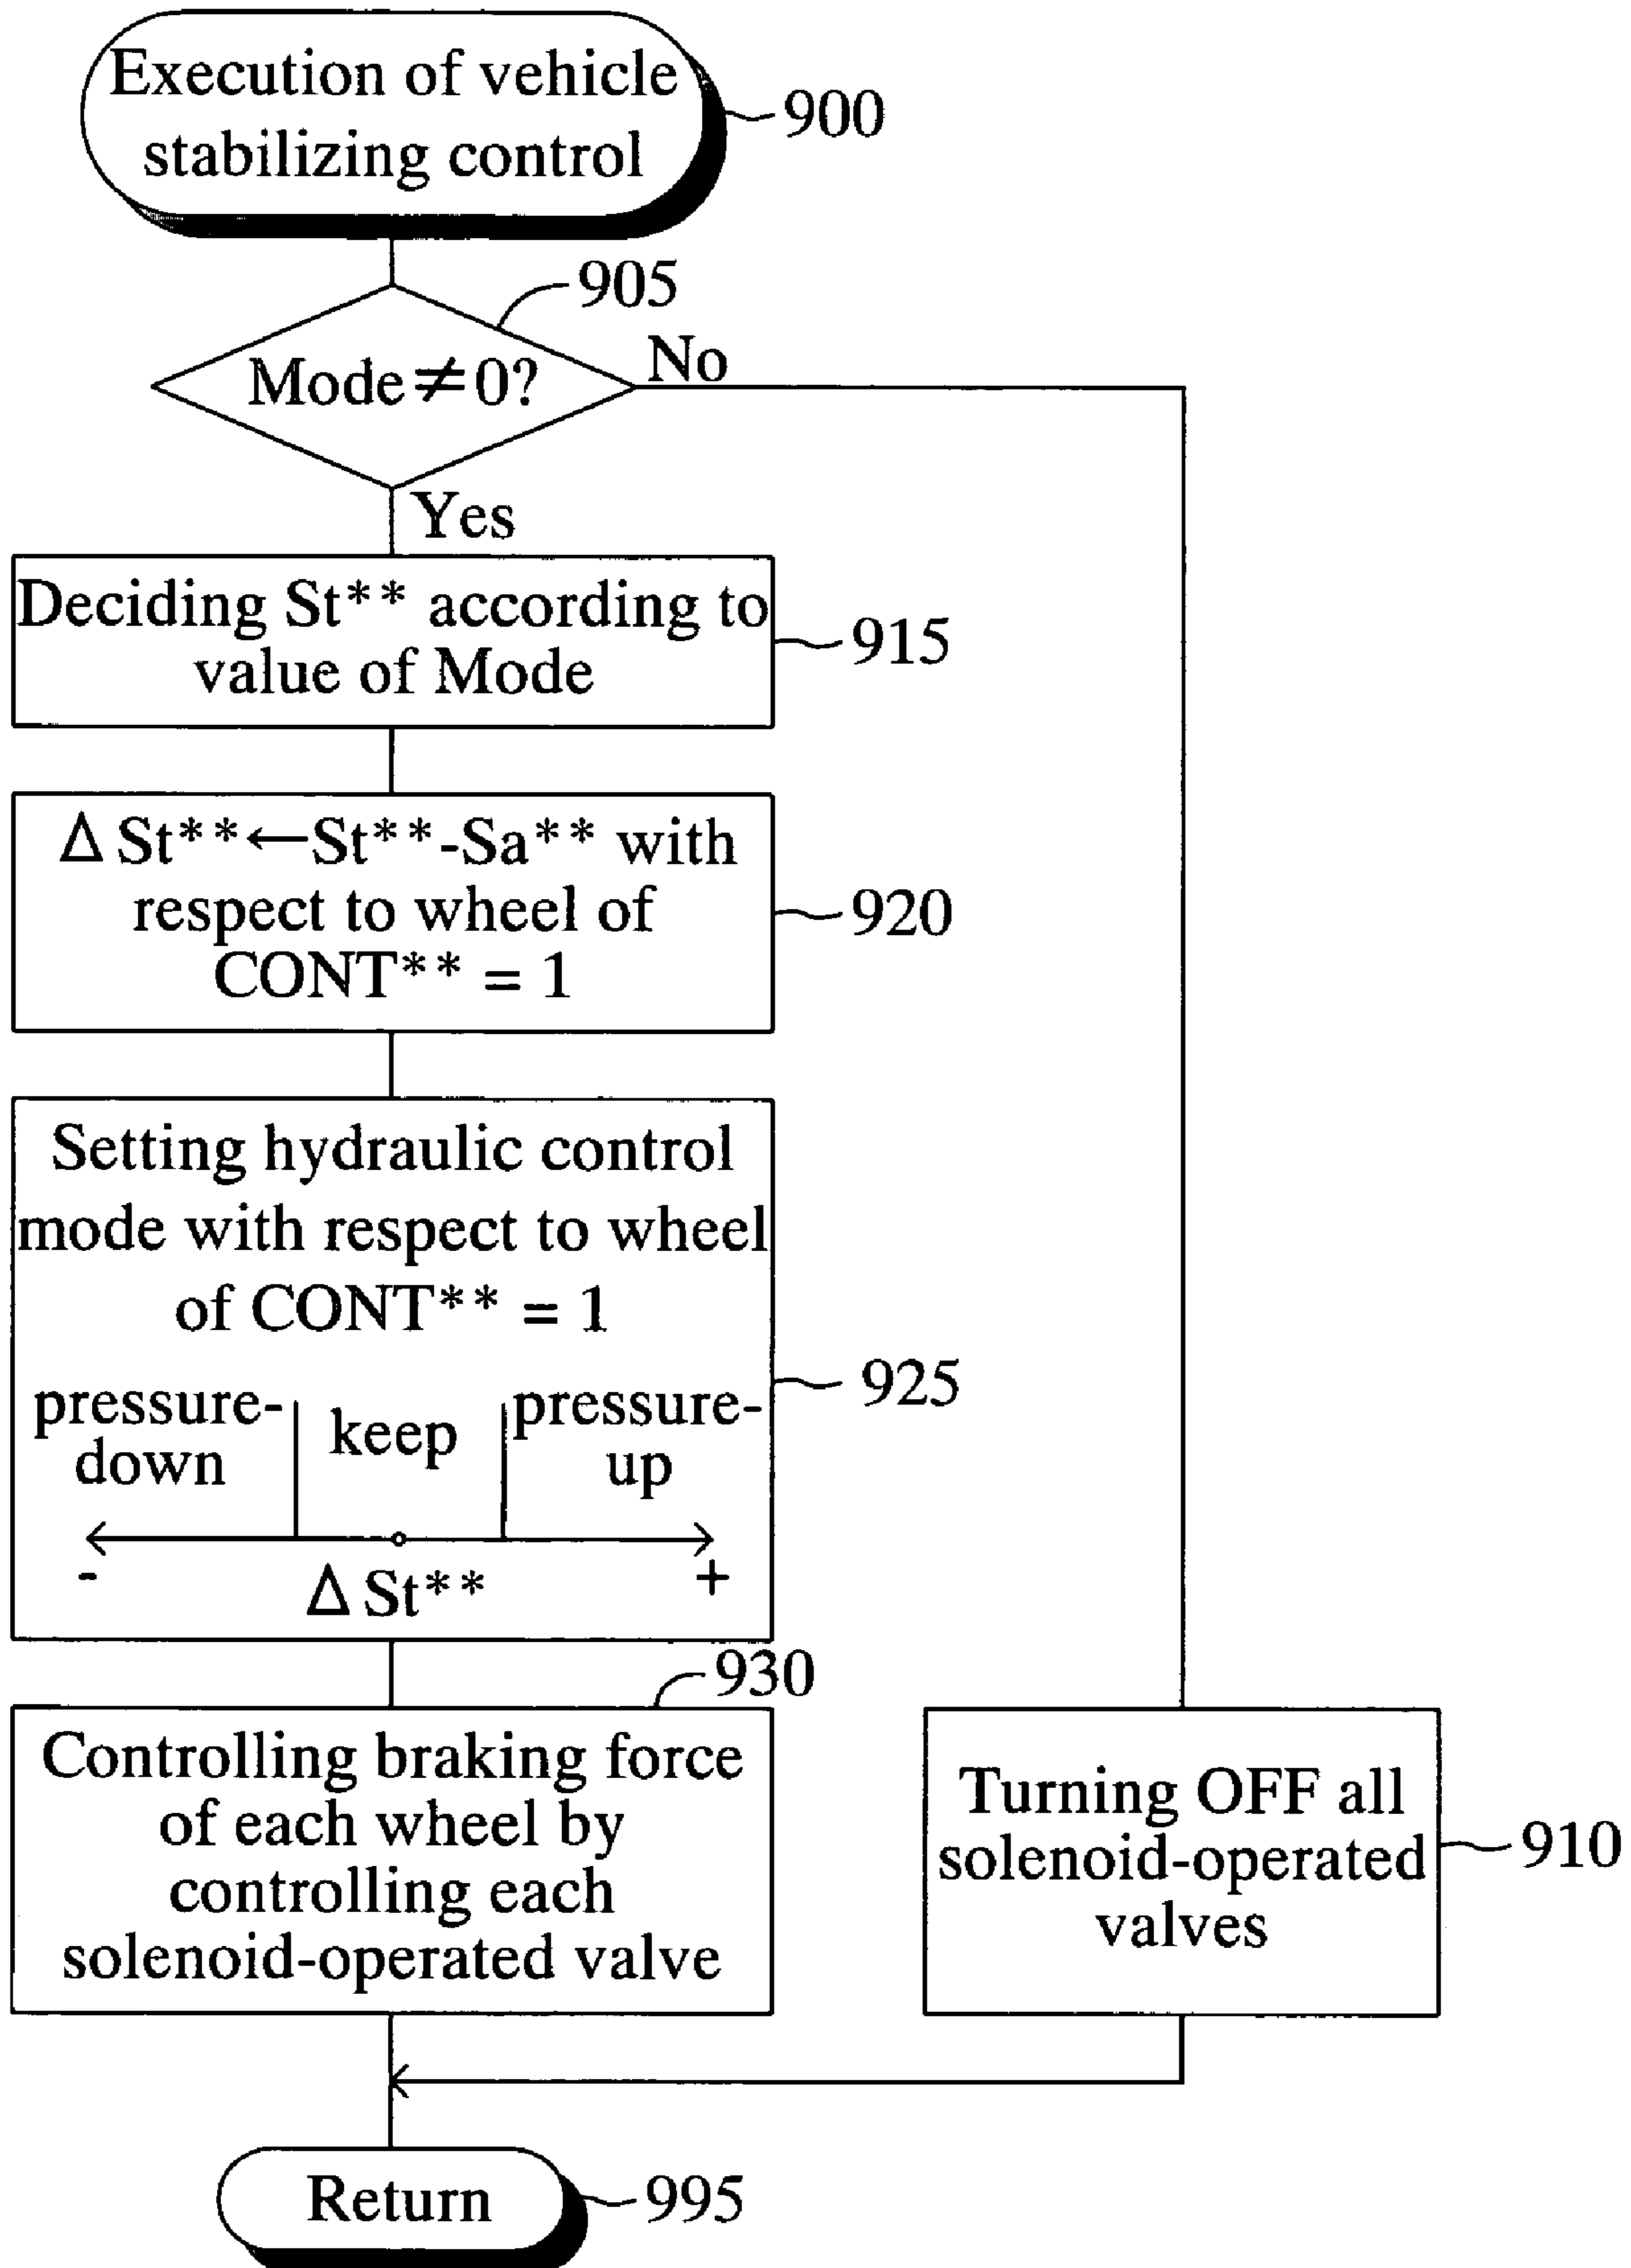 Execution of vehicle
stabilizing control
900
905
Mode≠0?
No
Yes
Deciding St** according to
value of Mode
915
Δ St**←St**-Sa** with
respect to wheel of
CONT** = 1
920
Setting hydraulic control
mode with respect to wheel
of CONT** = 1
pressure-
down
keep
pressure-
up
925
-
+
Δ St**
930
Controlling braking force
of each wheel by
controlling each
solenoid-operated valve
Turning OFF all
solenoid-operated
valves
910
Return
995